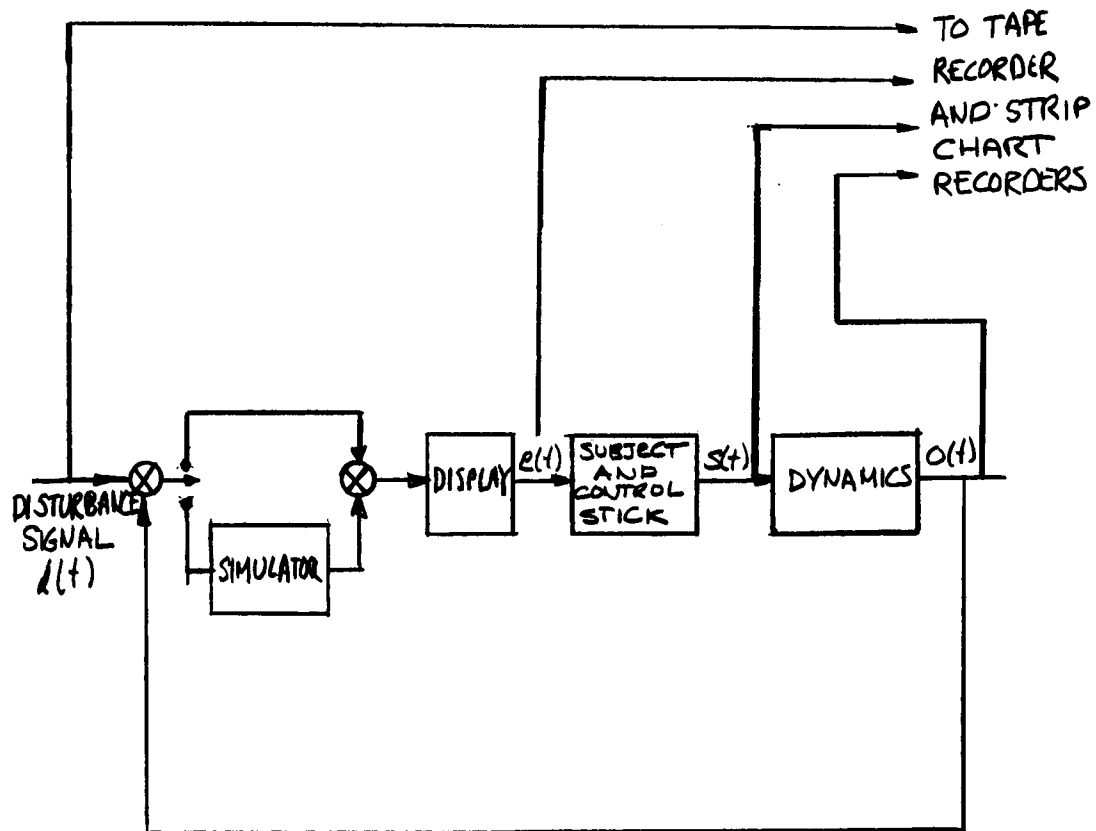 TO TAPE
RECORDER
AND STRIP
CHART
RECORDERS
DISTURBANCE
SIGNAL
d(t)
SIMULATOR
DISPLAY
e(t)
SUBJECT
AND
CONTROL
STICK
s(t)
DYNAMICS
o(t)